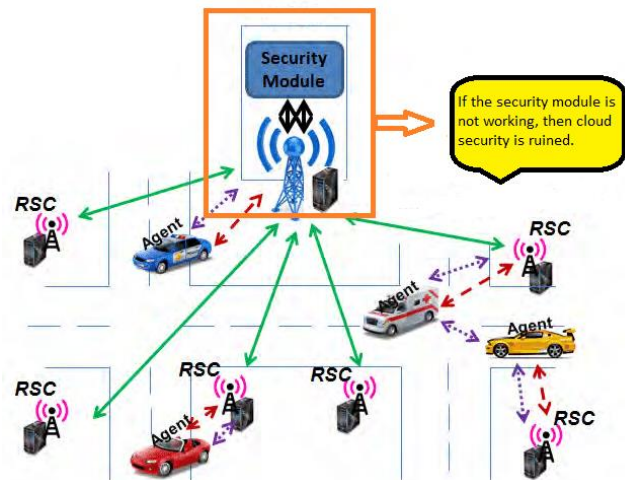 Security
Module
If the security module is
not working, then cloud
security is ruined.
RSC
Agent
RSC
Agent
Agent
RSC
RSC
RSC
Agent
RSC